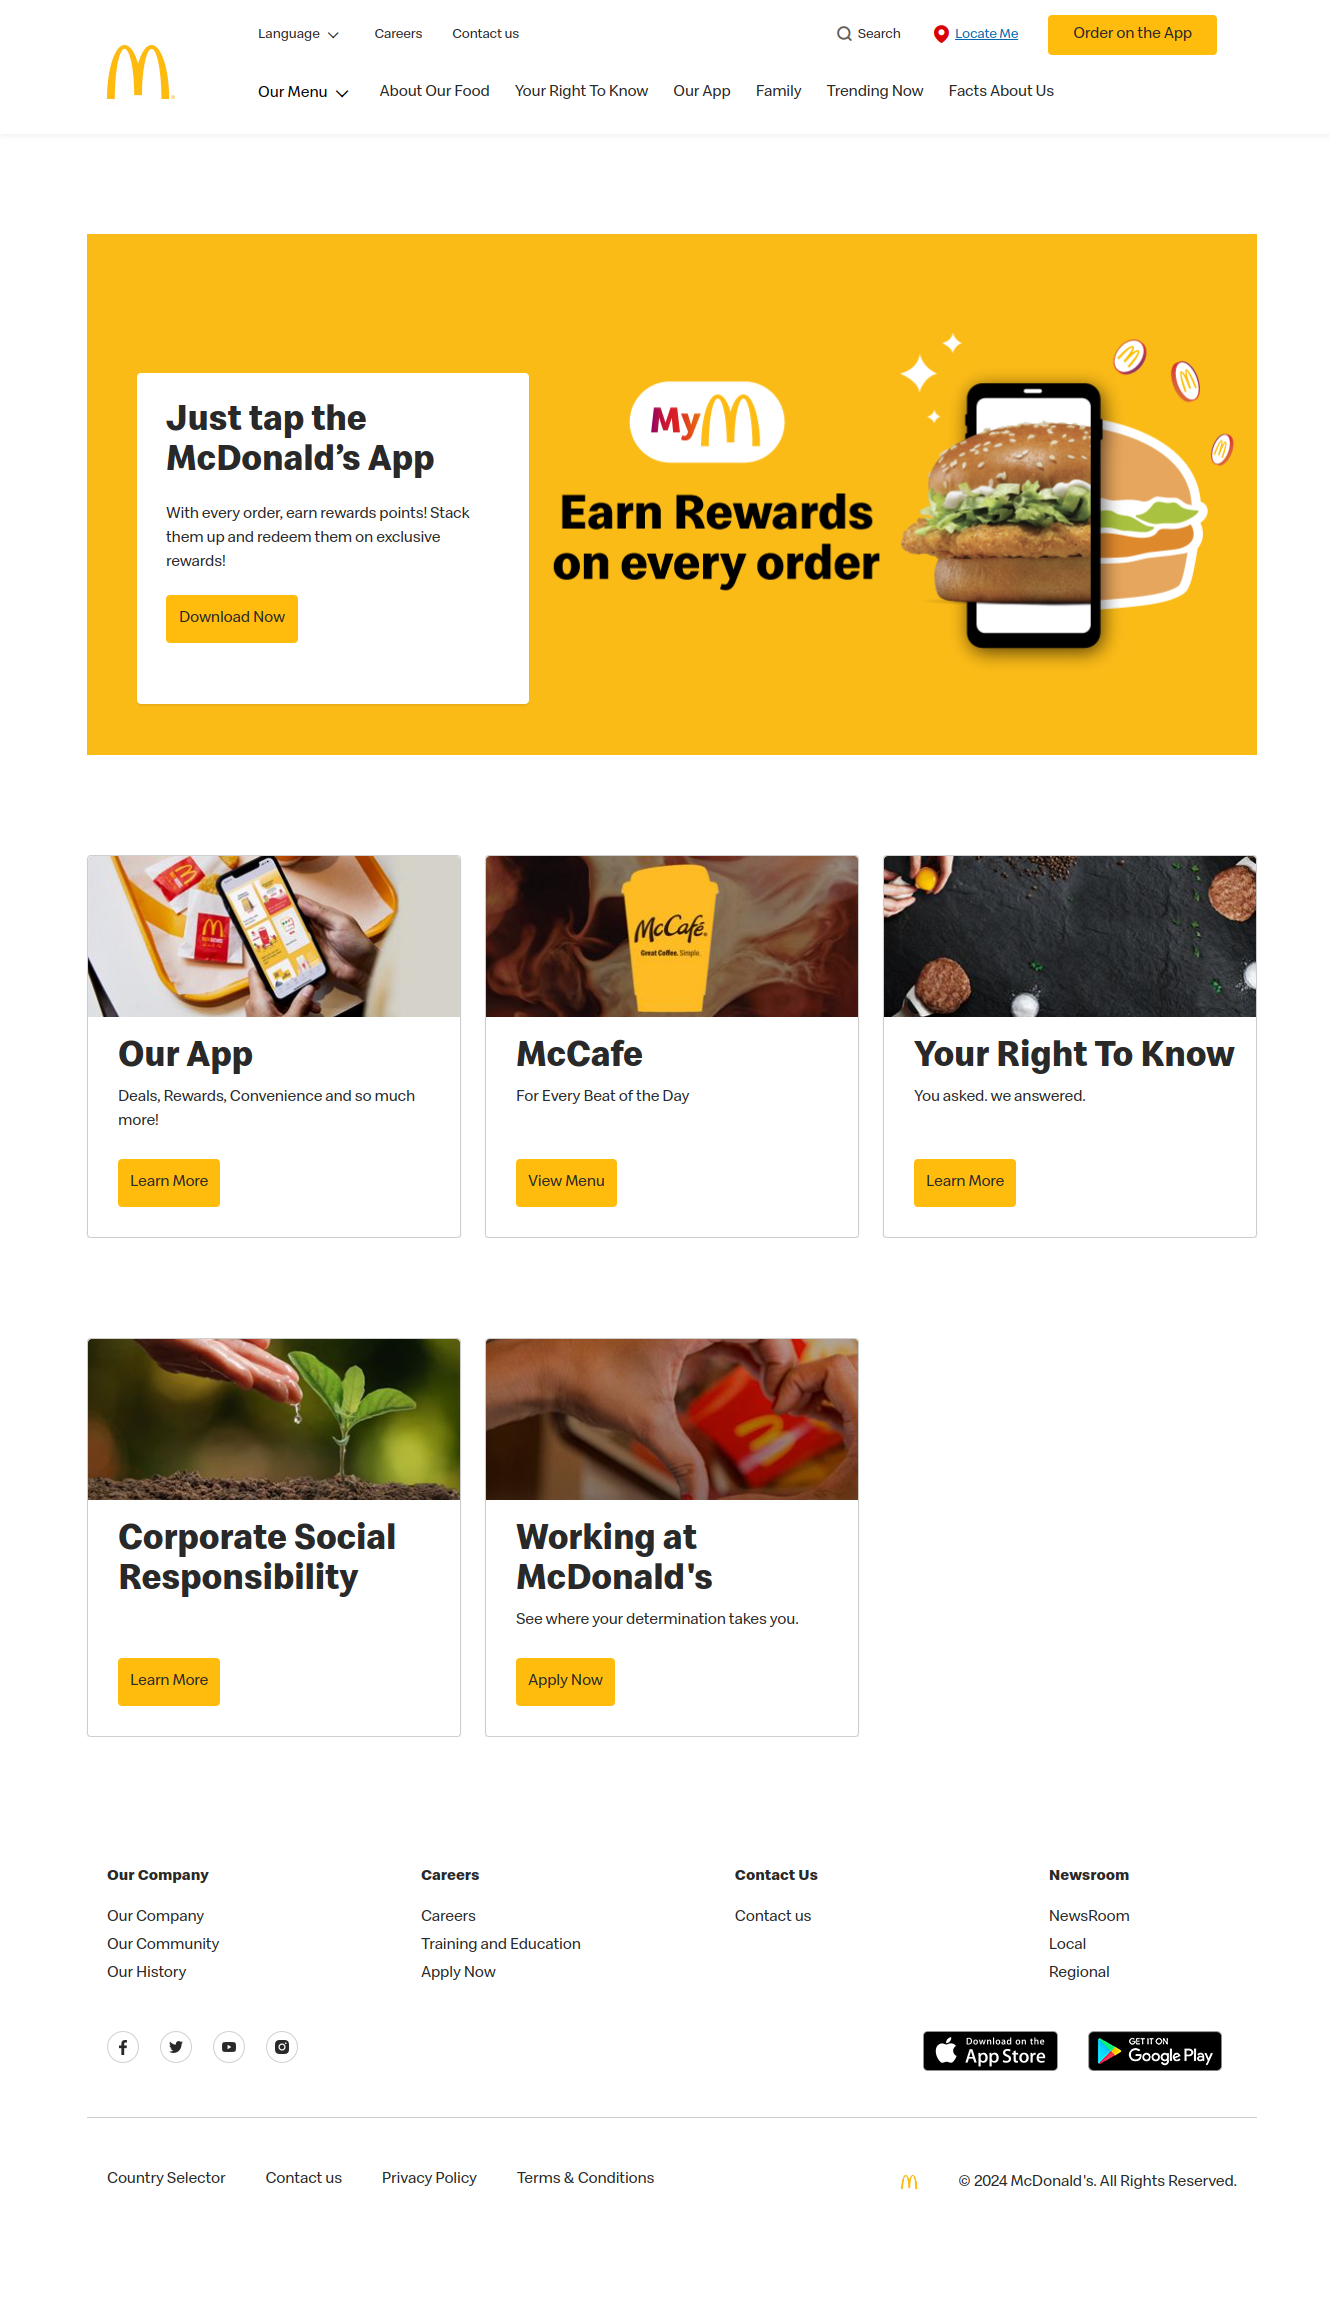 Language
Careers
Contact us
Search
Locate Me
Order on the App
Our Menu
About Our Food
Your Right To Know
Our App
Family
Trending Now
Facts About Us
Just tap the
McDonald’s App
With every order, earn rewards points! Stack
them up and redeem them on exclusive
rewards!
Download Now
My
Earn Rewards
on every order
McCafé
Great Coffee. Simple.
Our App
Deals, Rewards, Convenience and so much
more!
Learn More
McCafe
For Every Beat of the Day
View Menu
Your Right To Know
You asked. we answered.
Learn More
Corporate Social
Responsibility
Learn More
Working at
McDonald's
See where your determination takes you.
Apply Now
Our Company
Our Company
Our Community
Our History
Careers
Careers
Training and Education
Apply Now
Contact Us
Contact us
Newsroom
NewsRoom
Local
Regional
Download on the
App Store
GET IT ON
Google Play
Country Selector
Contact us
Privacy Policy
Terms & Conditions
© 2024 McDonald's. All Rights Reserved.